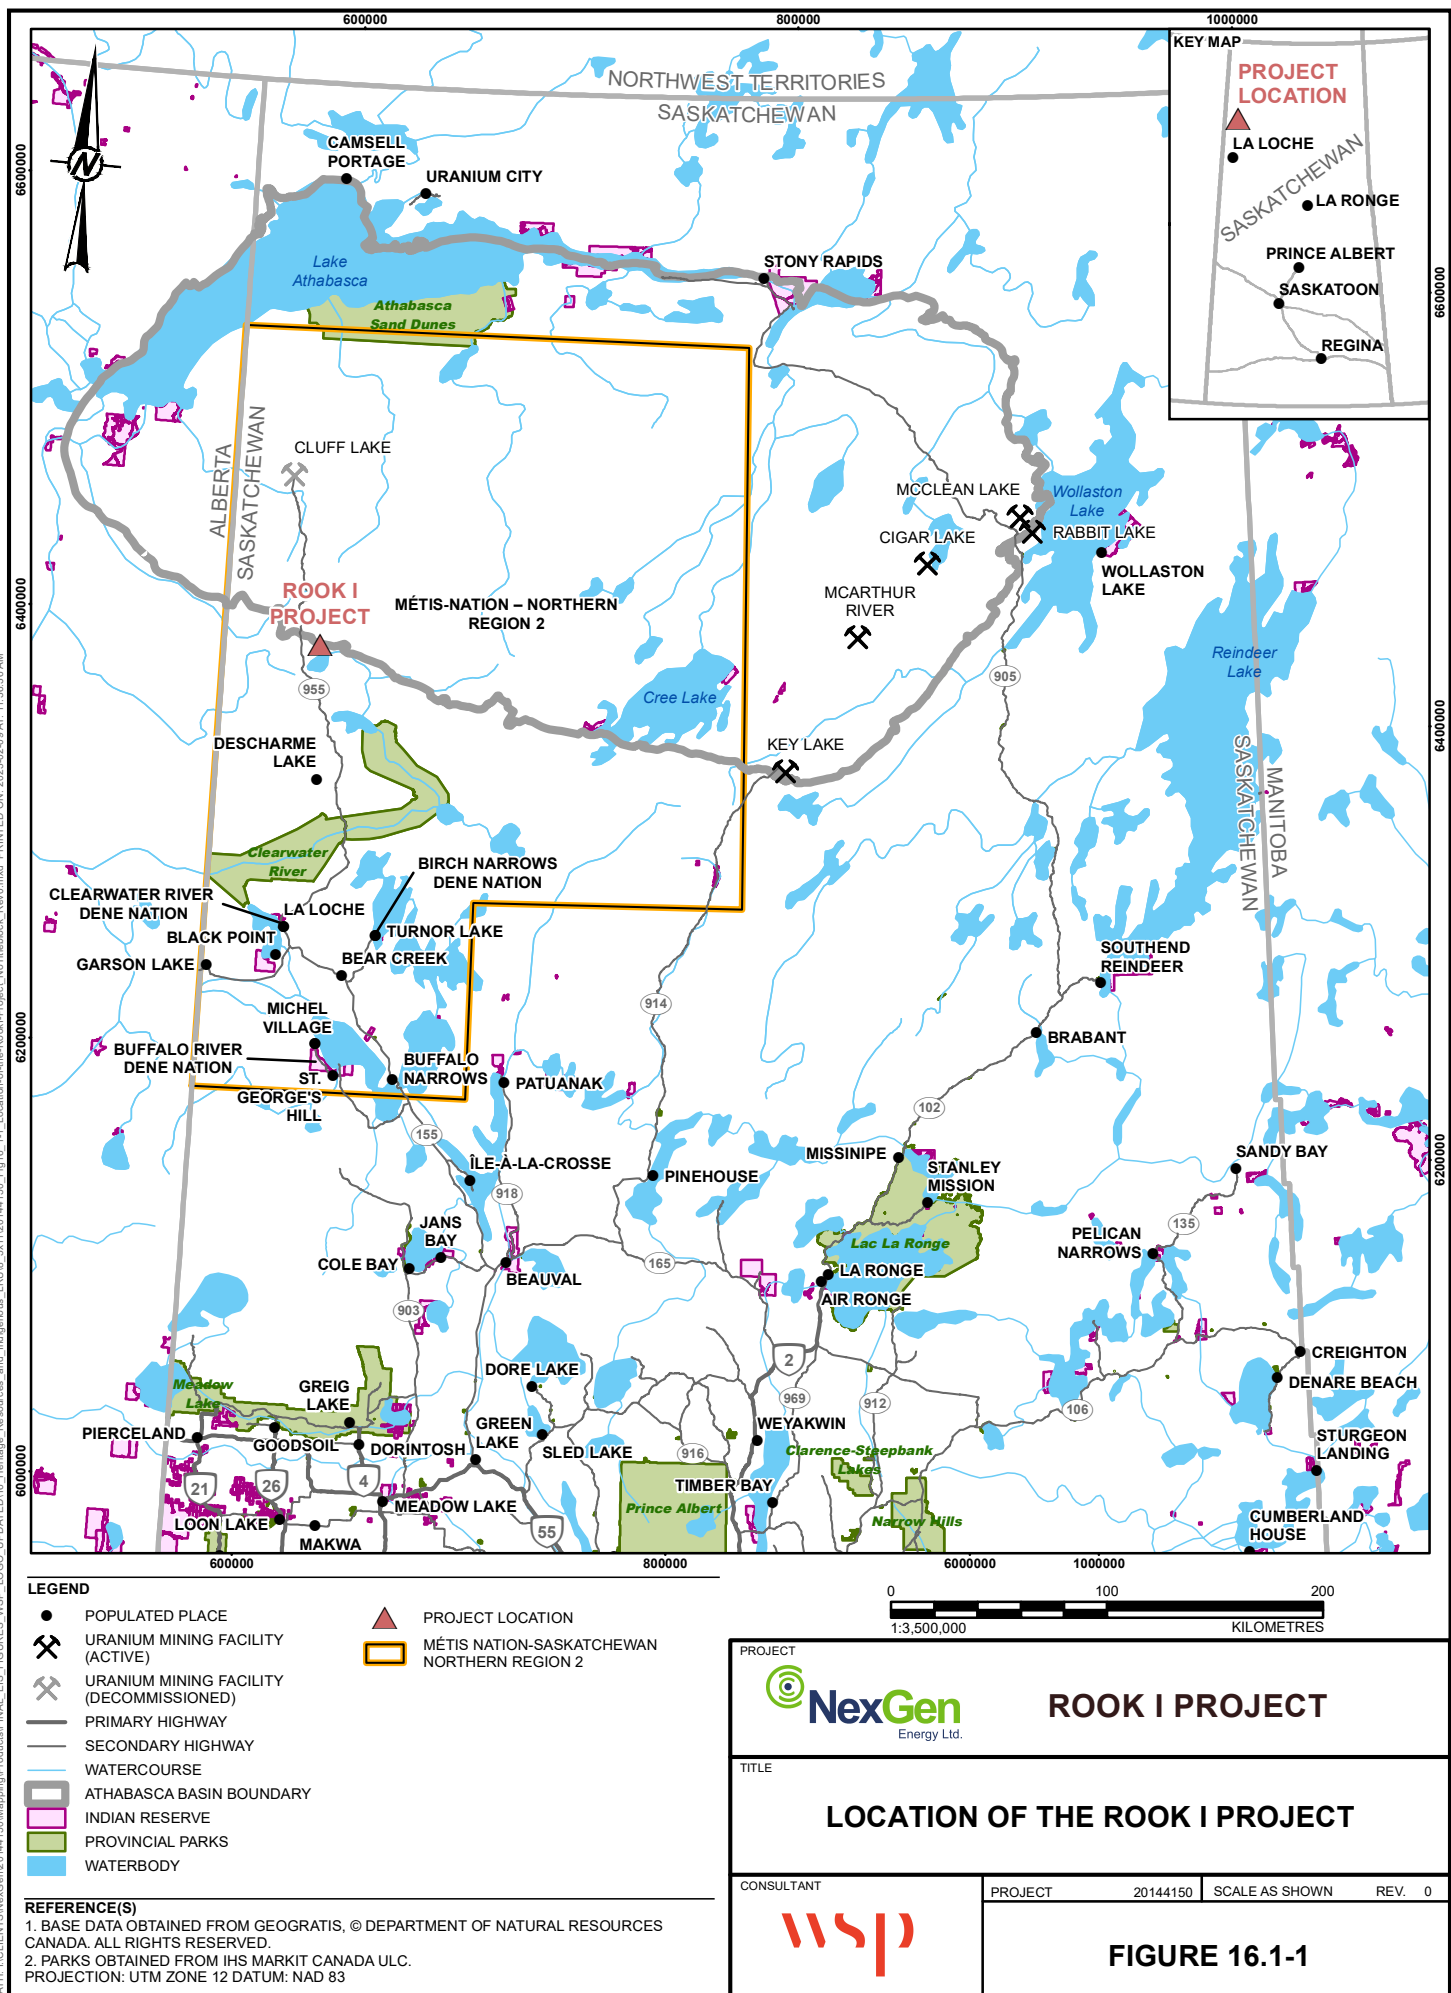 600000
800000
1000000
KEY MAP
PROJECT
LOCATION
LA LOCHE
SASKATCHEWAN
LA RONGE
PRINCE ALBERT
SASKATOON
REGINA
NORTHWEST TERRITORIES
SASKATCHEWAN
N
6600000
6600000
CAMSELL
PORTAGE
URANIUM CITY
Lake
Athabasca
Athabasca
Sand Dunes
STONY RAPIDS
CLUFF LAKE
ALBERTA
SASKATCHEWAN
MCCLEAN LAKE
Wollaston
Lake
RABBIT LAKE
CIGAR LAKE
WOLLASTON
LAKE
MCARTHUR
RIVER
ROOK I
PROJECT
MÉTIS-NATION – NORTHERN
REGION 2
6400000
6400000
955
905
Cree Lake
Reindeer
Lake
KEY LAKE
DESCHARME
LAKE
SASKATCHEWAN
MANITOBA
Clearwater
River
BIRCH NARROWS
DENE NATION
CLEARWATER RIVER
DENE NATION
LA LOCHE
TURNOR LAKE
BLACK POINT
BEAR CREEK
GARSON LAKE
SOUTHEND
REINDEER
914
MICHEL
VILLAGE
BRABANT
6200000
6200000
BUFFALO RIVER
DENE NATION
BUFFALO
NARROWS
ST.
GEORGE'S
HILL
PATUANAK
102
155
MISSINIPE
STANLEY
MISSION
SANDY BAY
ÎLE-À-LA-CROSSE
918
PINEHOUSE
135
JANS
BAY
PELICAN
NARROWS
Lac La Ronge
COLE BAY
BEAUVAL
165
LA RONGE
AIR RONGE
903
2
CREIGHTON
DORE LAKE
Meadow
Lake
GREIG
LAKE
969
912
106
DENARE BEACH
PIERCELAND
GOODSOIL
DORINTOSH
GREEN
LAKE
SLED LAKE
916
WEYAKWIN
Clarence-Steepbank
Lakes
STURGEON
LANDING
6000000
21
26
4
TIMBER BAY
Prince Albert
MEADOW LAKE
LOON LAKE
MAKWA
55
Narrow Hills
CUMBERLAND
HOUSE
600000
800000
6000000
1000000
LEGEND
POPULATED PLACE
URANIUM MINING FACILITY
(ACTIVE)
URANIUM MINING FACILITY
(DECOMMISSIONED)
PRIMARY HIGHWAY
SECONDARY HIGHWAY
WATERCOURSE
ATHABASCA BASIN BOUNDARY
INDIAN RESERVE
PROVINCIAL PARKS
WATERBODY
PROJECT LOCATION
MÉTIS NATION-SASKATCHEWAN
NORTHERN REGION 2
0 100 200
1:3,500,000 KILOMETRES
REFERENCE(S)
1. BASE DATA OBTAINED FROM GEOGRATIS, © DEPARTMENT OF NATURAL RESOURCES
CANADA. ALL RIGHTS RESERVED.
2. PARKS OBTAINED FROM IHS MARKIT CANADA ULC.
PROJECTION: UTM ZONE 12 DATUM: NAD 83
PROJECT
NexGen
Energy Ltd.
ROOK I PROJECT
TITLE
LOCATION OF THE ROOK I PROJECT
CONSULTANT
wsp
PROJECT 20144150
SCALE AS SHOWN REV. 0
FIGURE 16.1-1